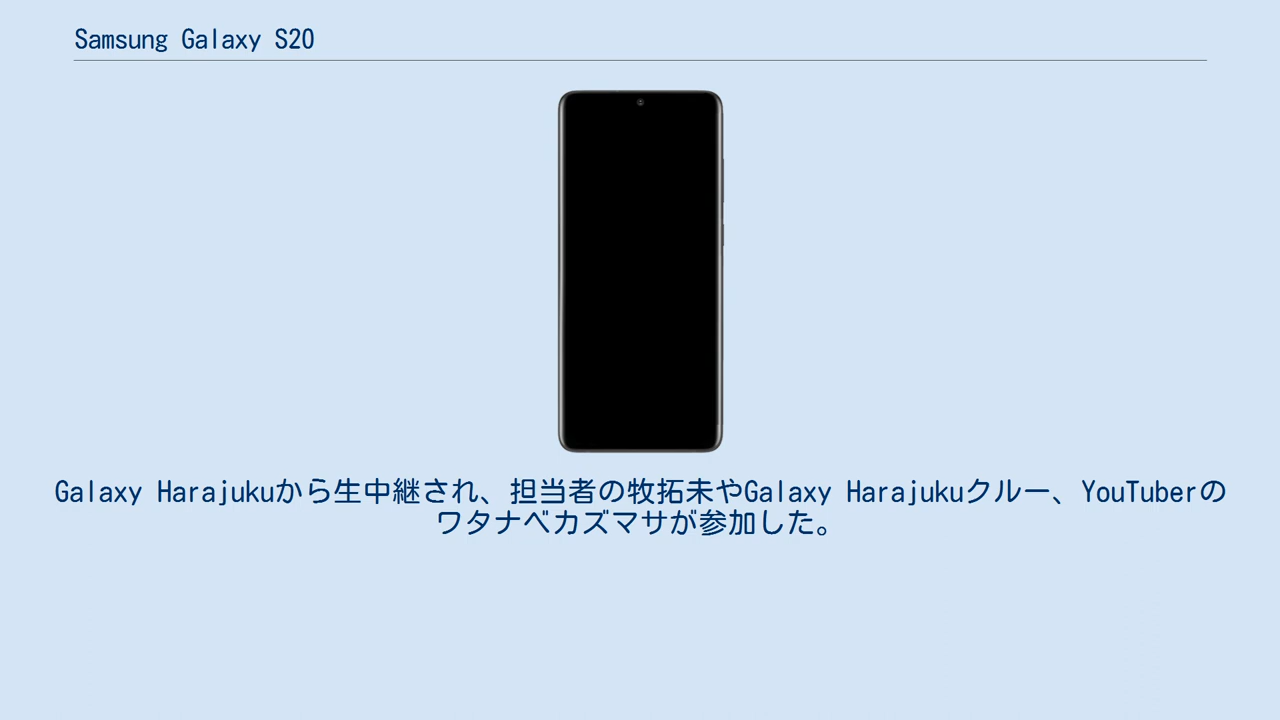 Samsung Galaxy S20
Galaxy Harajukuから生中継され、担当者の牧拓未やGalaxy Harajukuクルー、YouTuberの
ワタナベカズマサが参加した。